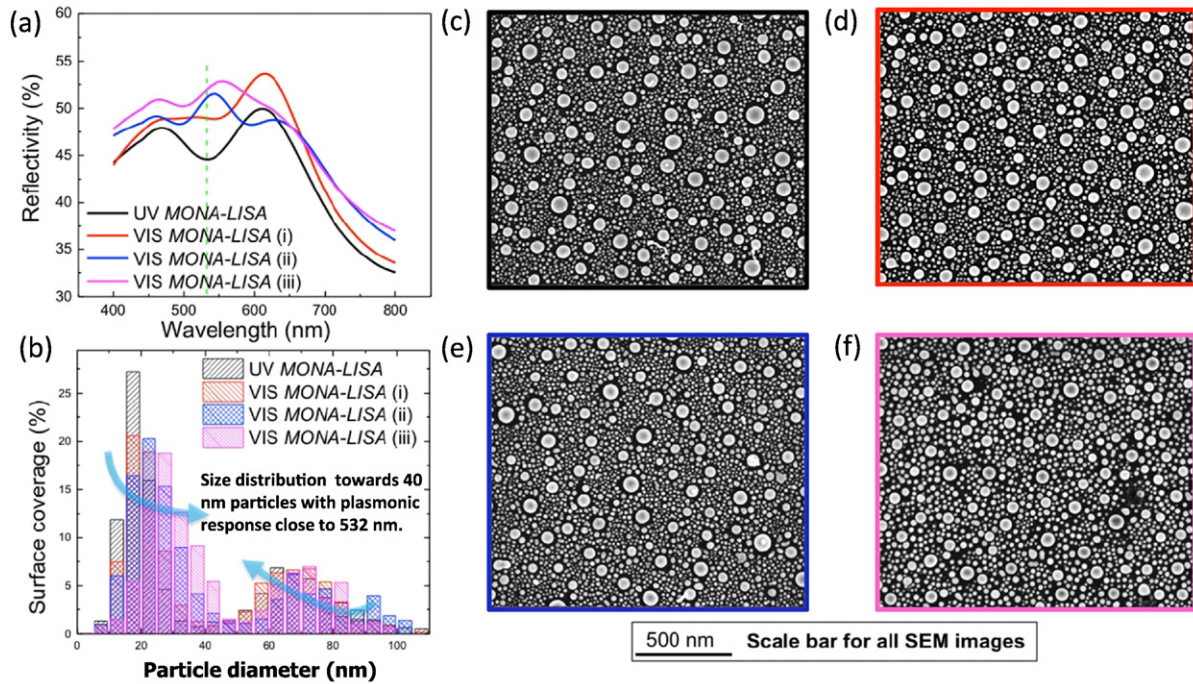 (a)
60
55
50
45
40
35
30
Reflectivity (%)
UV MONA-LISA
VIS MONA-LISA (i)
VIS MONA-LISA (ii)
VIS MONA-LISA (iii)
400 500 600 700 800
Wavelength (nm)
(b)
25
20
15
10
5
0
Surface coverage (%)
UV MONA-LISA
VIS MONA-LISA (i)
VIS MONA-LISA (ii)
VIS MONA-LISA (iii)
Size distribution towards 40
nm particles with plasmonic
response close to 532 nm.
0 20 40 60 80 100
Particle diameter (nm)
(c)
(d)
(e)
(f)
500 nm Scale bar for all SEM images